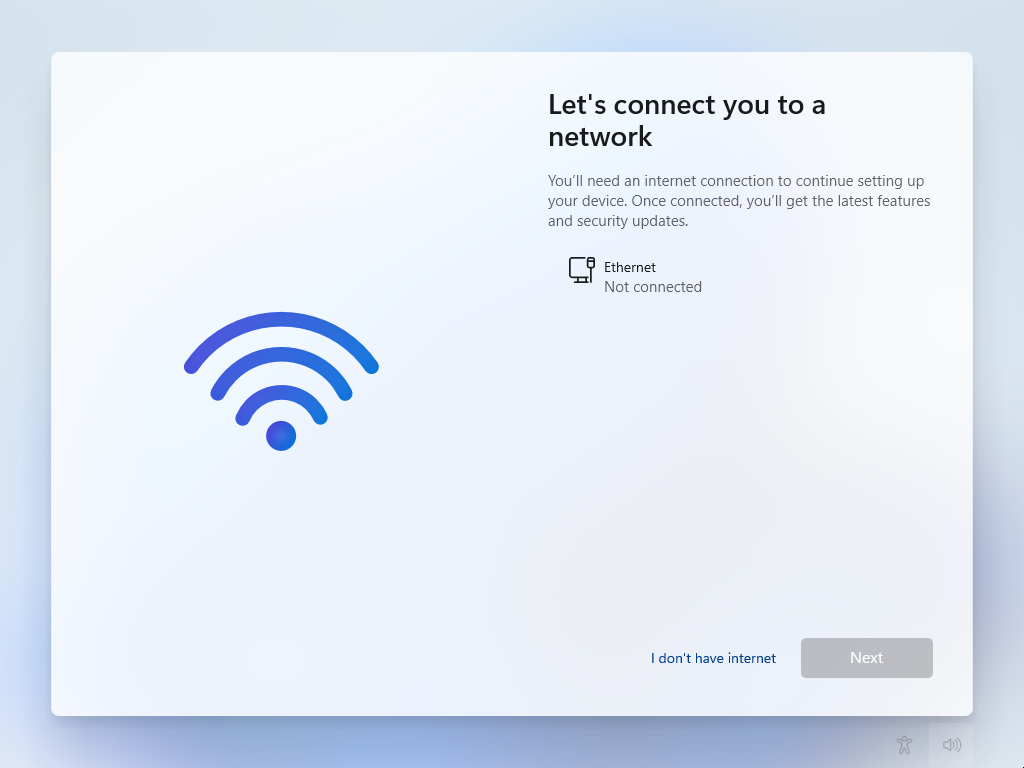 Let's connect you to a
network
You’ll need an internet connection to continue setting up
your device. Once connected, you’ll get the latest features
and security updates.
Ethernet
Not connected
I don't have internet
Next